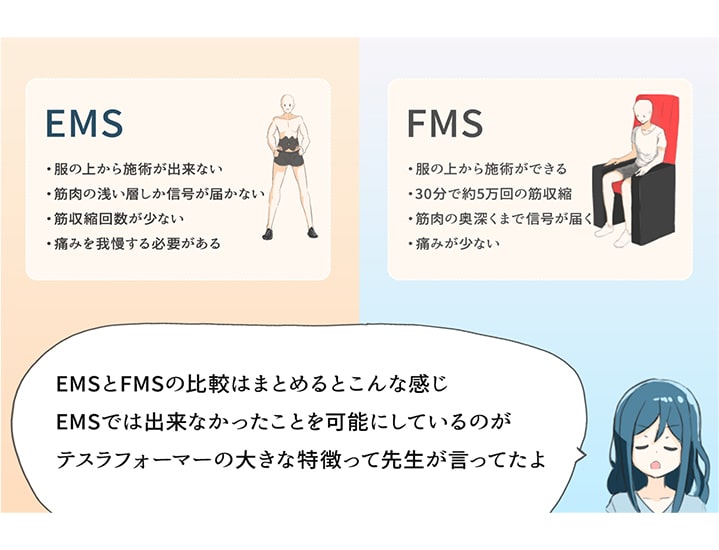 EMS
・服の上から施術が出来ない
・筋肉の浅い層しか信号が届かない
・筋収縮回数が少ない
・痛みを我慢する必要がある
FMS
・服の上から施術ができる
・30分で約5万回の筋収縮
・筋肉の奥深くまで信号が届く
・痛みが少ない
EMSとFMSの比較はまとめるとこんな感じ
EMSでは出来なかったことを可能にしているのが
テスラフォーマーの大きな特徴って先生が言ってたよ